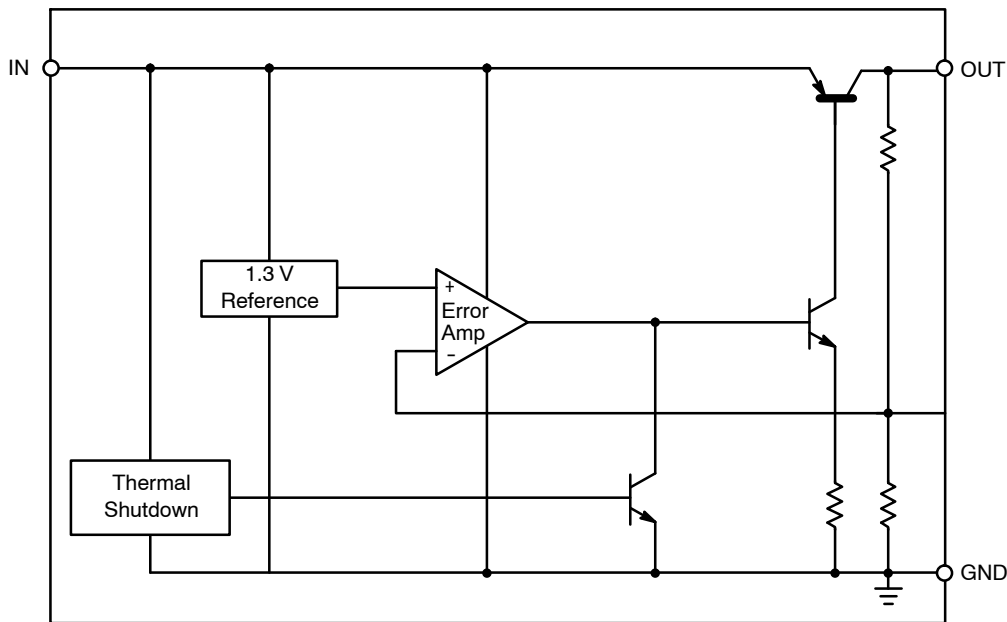 IN
OUT
1.3 V
Reference
+
Error
Amp
-
Thermal
Shutdown
GND